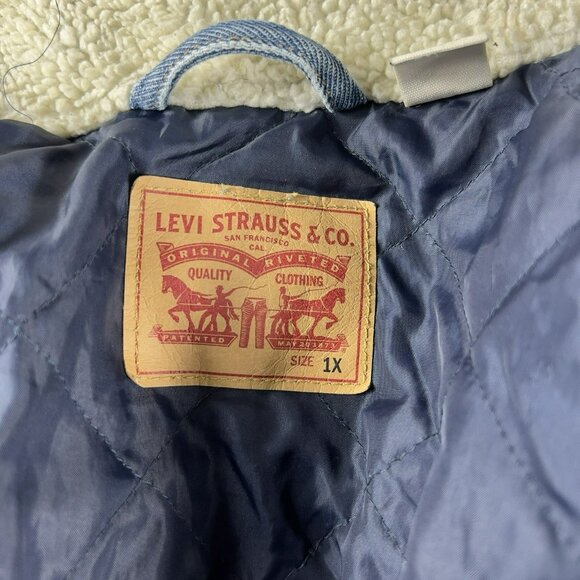 LEVI STRAUSS & CO.
SAN FRANCISCO
CAL.
ORIGINAL RIVETED
QUALITY CLOTHING
PATENTED MAY 20 1873
SIZE 1X